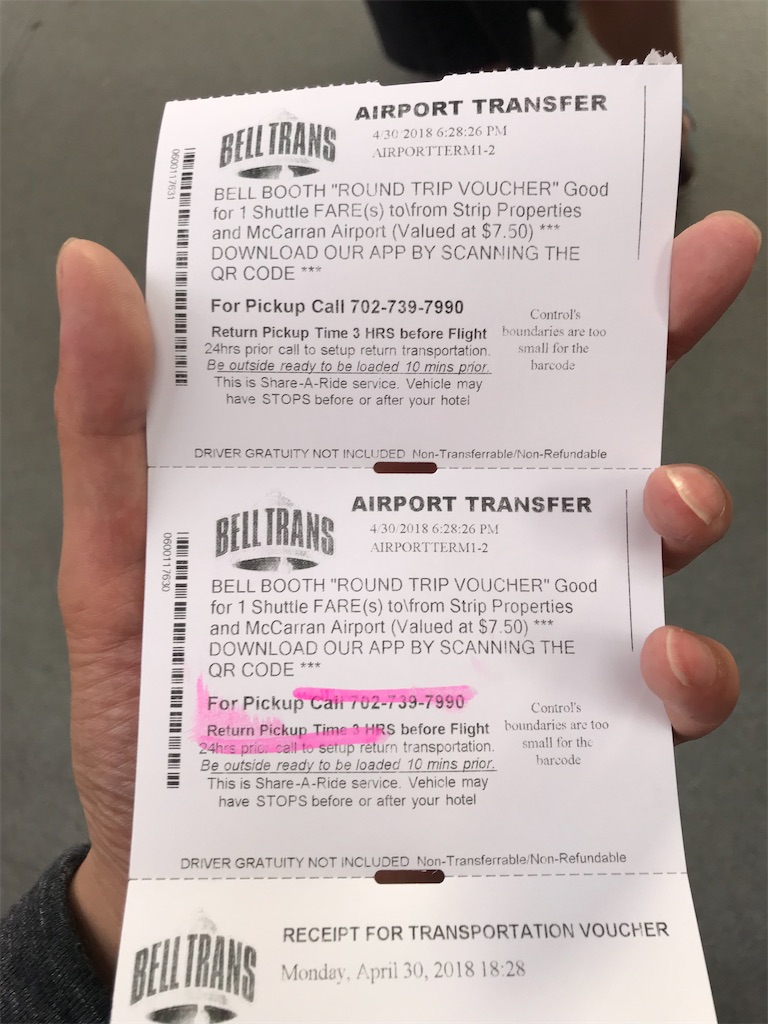 AIRPORT TRANSFER
BELL TRANS
4/30/2018 6:28:26 PM
AIRPORTTERM1-2
0600117631
BELL BOOTH "ROUND TRIP VOUCHER" Good
for 1 Shuttle FARE(s) to\from Strip Properties
and McCarran Airport (Valued at $7.50) ***
DOWNLOAD OUR APP BY SCANNING THE
QR CODE ***
For Pickup Call 702-739-7990
Return Pickup Time 3 HRS before Flight
24hrs prior call to setup return transportation.
Be outside ready to be loaded 10 mins prior.
This is Share-A-Ride service. Vehicle may
have STOPS before or after your hotel
Control's
boundaries are too
small for the
barcode
DRIVER GRATUITY NOT INCLUDED Non-Transferrable/Non-Refundable
AIRPORT TRANSFER
BELL TRANS
4/30/2018 6:28:26 PM
AIRPORTTERM1-2
0600117630
BELL BOOTH "ROUND TRIP VOUCHER" Good
for 1 Shuttle FARE(s) to\from Strip Properties
and McCarran Airport (Valued at $7.50) ***
DOWNLOAD OUR APP BY SCANNING THE
QR CODE ***
For Pickup Call 702-739-7990
Return Pickup Time 3 HRS before Flight
24hrs prior call to setup return transportation.
Be outside ready to be loaded 10 mins prior.
This is Share-A-Ride service. Vehicle may
have STOPS before or after your hotel
Control's
boundaries are too
small for the
barcode
DRIVER GRATUITY NOT INCLUDED Non-Transferrable/Non-Refundable
BELL TRANS
RECEIPT FOR TRANSPORTATION VOUCHER
Monday, April 30, 2018 18:28